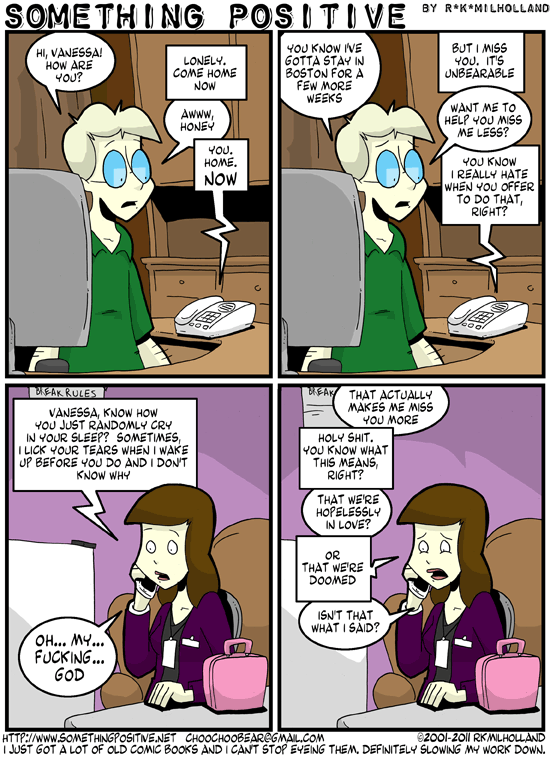 SOMETHING POSITIVE
BY R*K*MILHOLLAND
HI, VANESSA!
HOW ARE
YOU?
LONELY.
COME HOME
NOW
AWWW,
HONEY
YOU.
HOME.
NOW
YOU KNOW I'VE
GOTTA STAY IN
BOSTON FOR A
FEW MORE
WEEKS
BUT I MISS
YOU. IT'S
UNBEARABLE
WANT ME TO
HELP YOU MISS
ME LESS?
YOU KNOW
I REALLY HATE
WHEN YOU OFFER
TO DO THAT,
RIGHT?
BREAK RULES
VANESSA, KNOW HOW
YOU JUST RANDOMLY CRY
IN YOUR SLEEP? SOMETIMES,
I LICK YOUR TEARS WHEN I WAKE
UP BEFORE YOU DO AND I DON'T
KNOW WHY
OH... MY...
FUCKING...
GOD
BREAK
THAT ACTUALLY
MAKES ME MISS
YOU MORE
HOLY SHIT.
YOU KNOW WHAT
THIS MEANS,
RIGHT?
THAT WE'RE
HOPELESSLY
IN LOVE?
OR
THAT WE'RE
DOOMED
ISN'T THAT
WHAT I SAID?
HTTP://WWW.SOMETHINGPOSITIVE.NET CHOOCHOOBEAR@GMAIL.COM ©2001-2011 RKMILHOLLAND
I JUST GOT A LOT OF OLD COMIC BOOKS AND I CAN'T STOP EYEING THEM. DEFINITELY SLOWING MY WORK DOWN.